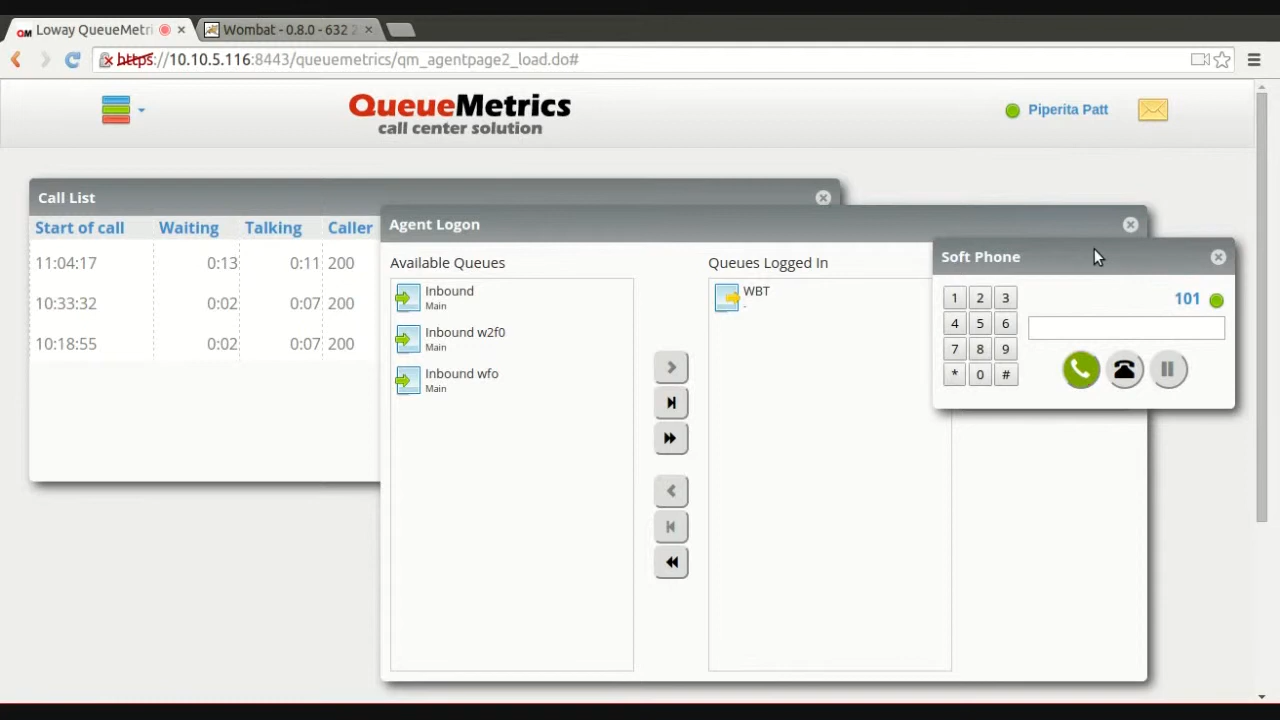 Loway QueueMetri
Wombat - 0.8.0 - 632 2
https://10.10.5.116:8443/queuemetrics/qm_agentpage2_load.do#
QueueMetrics
call center solution
Piperita Patt
Call List
Start of call Waiting Talking Caller
11:04:17 0:13 0:11 200
10:33:32 0:02 0:07 200
10:18:55 0:02 0:07 200
Agent Logon
Available Queues
Inbound
Main
Inbound w2f0
Main
Inbound wfo
Main
Queues Logged In
WBT
-
Soft Phone
101
1 2 3
4 5 6
7 8 9
* 0 #